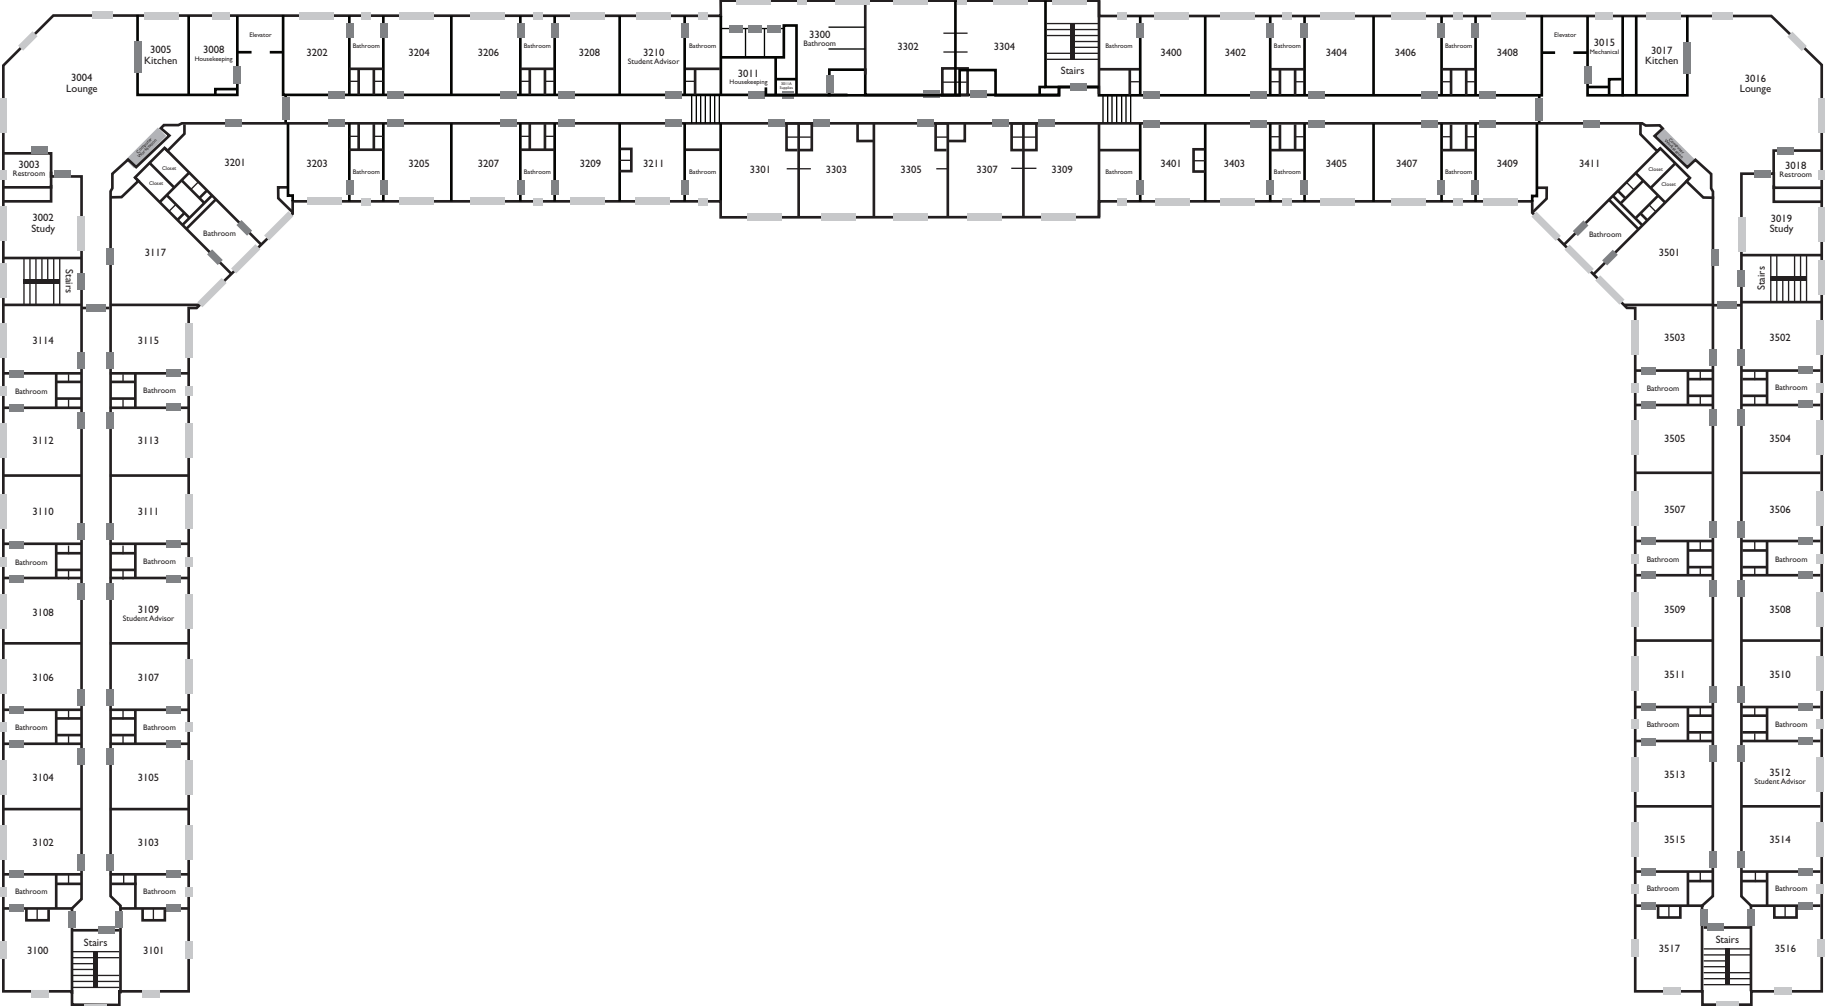 3004
Lounge
3005
Kitchen
3008
Housekeeping
Elevator
3202
Bathroom
3204
3206
Bathroom
3208
3210
Student Advisor
Bathroom
3011
Housekeeping
3300
Bathroom
3302
3304
Stairs
Bathroom
3400
3402
Bathroom
3404
3406
Bathroom
3408
Elevator
3015
Mechanical
3017
Kitchen
3016
Lounge
3003
Restroom
3002
Study
Stairs
Closet
Closet
3201
Bathroom
3117
3203
Bathroom
3205
3207
Bathroom
3209
3211
Bathroom
3301
3303
3305
3307
3309
Bathroom
3401
3403
Bathroom
3405
3407
Bathroom
3409
3411
Closet
Closet
Bathroom
3501
3018
Restroom
3019
Study
Stairs
3114
3115
Bathroom
Bathroom
3112
3113
3110
3111
Bathroom
Bathroom
3108
3109
Student Advisor
3106
3107
Bathroom
Bathroom
3104
3105
3102
3103
Bathroom
Bathroom
3100
Stairs
3101
3503
3502
Bathroom
Bathroom
3505
3504
3507
3506
Bathroom
Bathroom
3509
3508
3511
3510
Bathroom
Bathroom
3513
3512
Student Advisor
3515
3514
Bathroom
Bathroom
3517
Stairs
3516